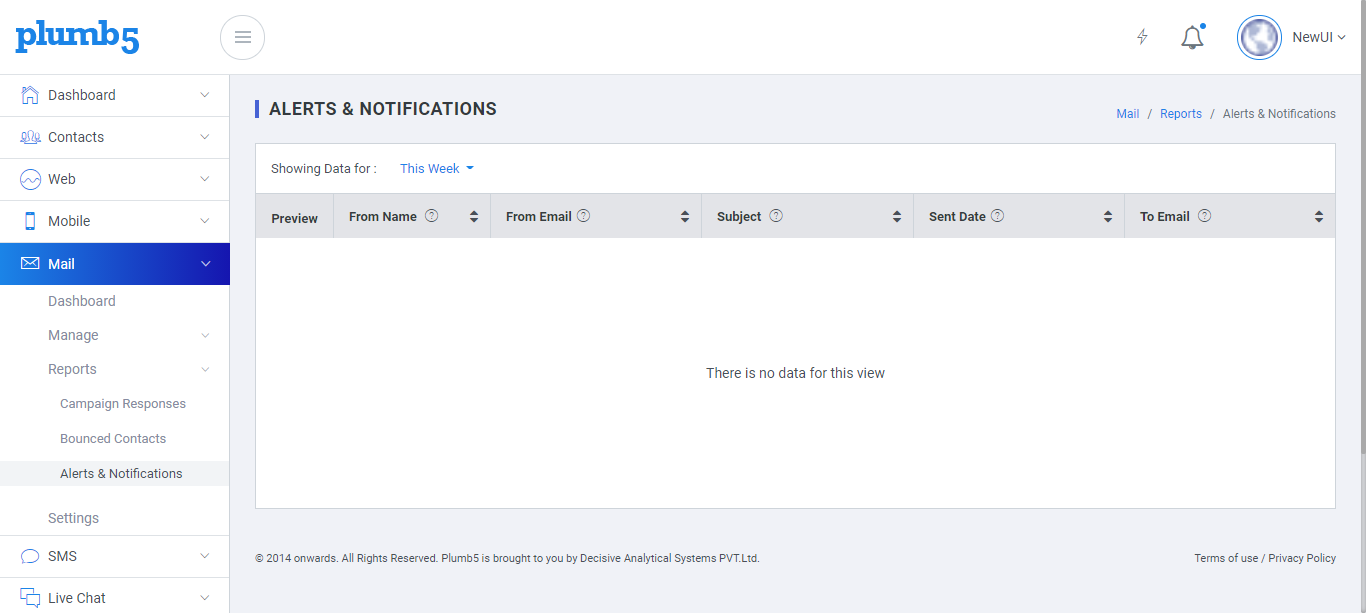 plumb5
NewUI
Dashboard
Contacts
Web
Mobile
Mail
Dashboard
Manage
Reports
Campaign Responses
Bounced Contacts
Alerts & Notifications
Settings
SMS
Live Chat
ALERTS & NOTIFICATIONS
Mail / Reports / Alerts & Notifications
Showing Data for : This Week
Preview From Name ? From Email ? Subject ? Sent Date ? To Email ?
There is no data for this view
© 2014 onwards. All Rights Reserved. Plumb5 is brought to you by Decisive Analytical Systems PVT.Ltd.
Terms of use / Privacy Policy